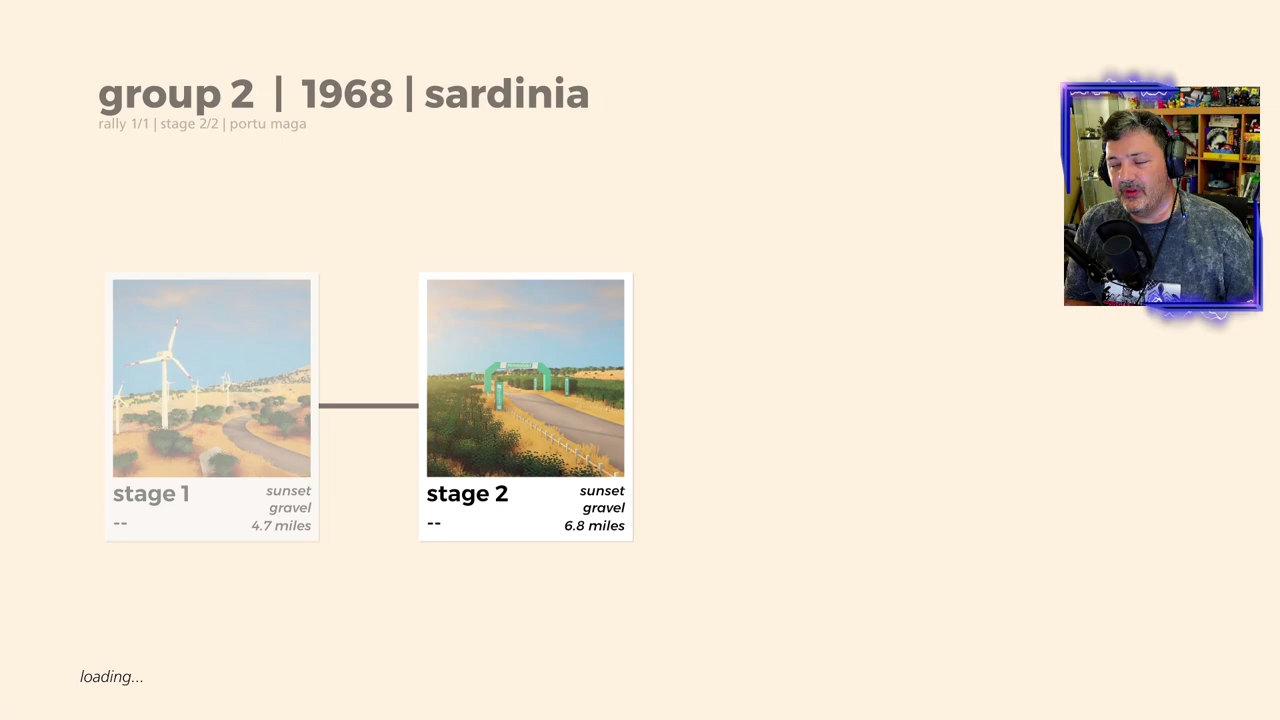 group 2 | 1968 | sardinia
rally 1/1 | stage 2/2 | portu maga
stage 1
sunset
gravel
--
4.7 miles
stage 2
sunset
gravel
--
6.8 miles
loading...